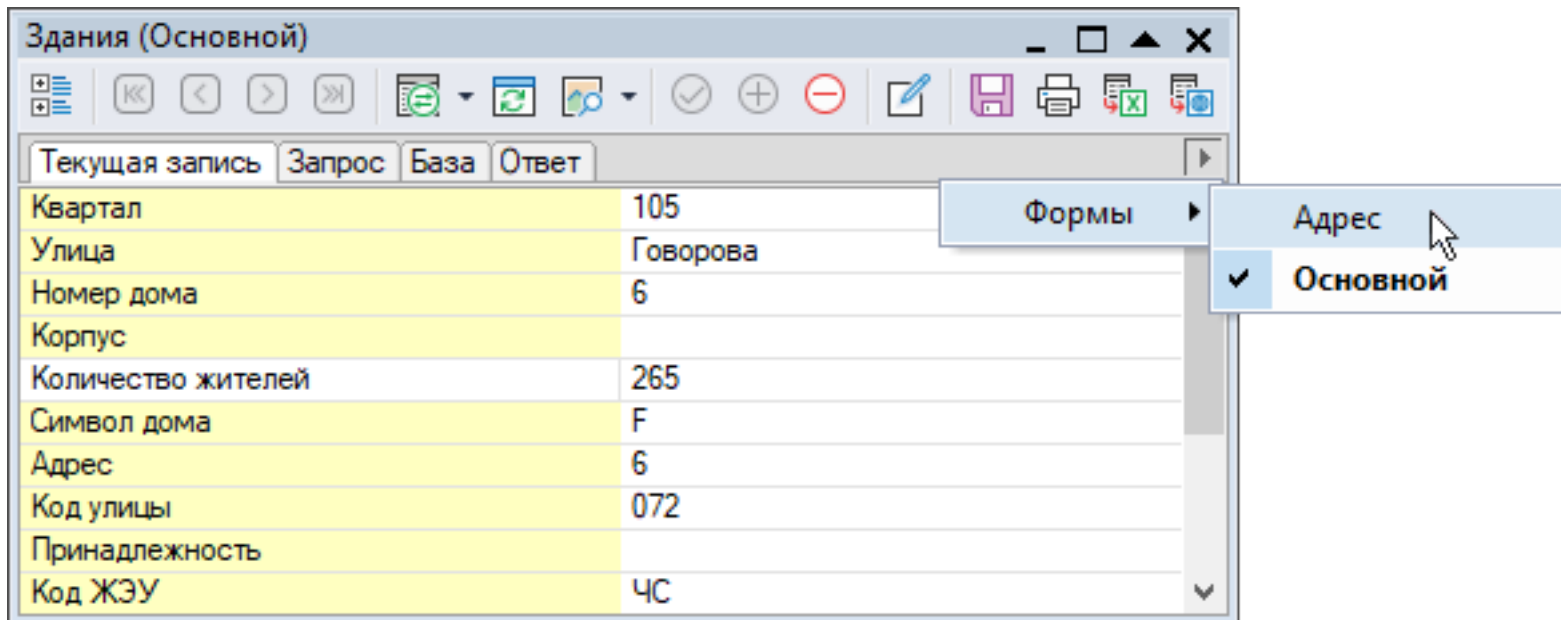 Здания (Основной)
Текущая запись Запрос База Ответ
Квартал 105
Формы
Адрес
Улица Говорова
Основной
Номер дома 6
Корпус
Количество жителей 265
Символ дома F
Адрес 6
Код улицы 072
Принадлежность
Код ЖЭУ ЧС